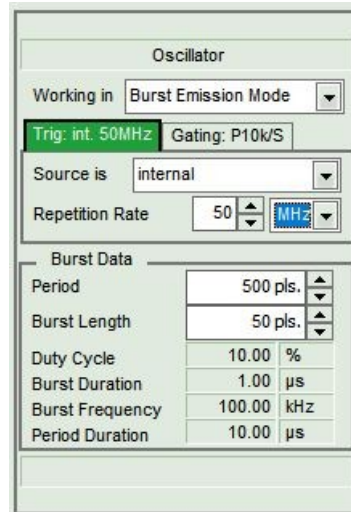 Oscillator
Working in Burst Emission Mode
Trig: int. 50MHz Gating: P10k/S
Source is internal
Repetition Rate 50 MHz
Burst Data
Period 500 pls.
Burst Length 50 pls.
Duty Cycle 10.00 %
Burst Duration 1.00 µs
Burst Frequency 100.00 kHz
Period Duration 10.00 µs